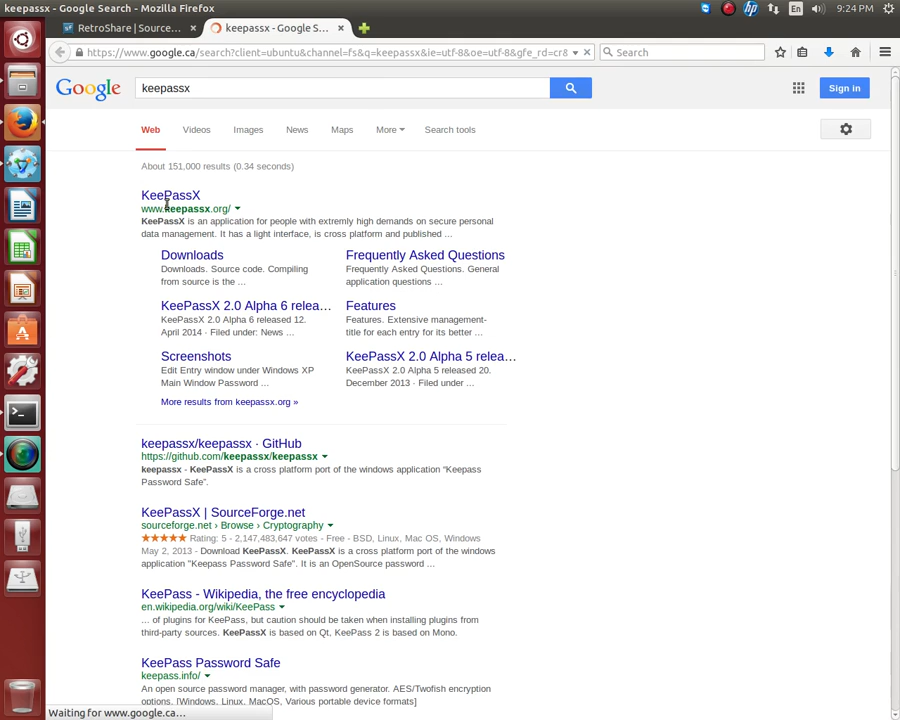 keepassx - Google Search - Mozilla Firefox
En
9:24 PM
RetroShare | Source... ×
keepassx - Google S... ×
https://www.google.ca/search?client=ubuntu&channel=fs&q=keepassx&ie=utf-8&oe=utf-8&gfe_rd=cr&
Search
Google
keepassx
Sign in
Web Videos Images News Maps More Search tools
About 151,000 results (0.34 seconds)
KeePassX
www.keepassx.org/
KeePassX is an application for people with extremly high demands on secure personal
data management. It has a light interface, is cross platform and published ...
Downloads
Downloads. Source code. Compiling
from source is the ...
Frequently Asked Questions
Frequently Asked Questions. General
application questions ...
KeePassX 2.0 Alpha 6 relea...
KeePassX 2.0 Alpha 6 released 12.
April 2014 · Filed under: News ...
Features
Features. Extensive management-
title for each entry for its better ...
Screenshots
Edit Entry window under Windows XP
Main Window Password ...
KeePassX 2.0 Alpha 5 relea...
KeePassX 2.0 Alpha 5 released 20.
December 2013 · Filed under ...
More results from keepassx.org »
keepassx/keepassx · GitHub
https://github.com/keepassx/keepassx
keepassx - KeePassX is a cross platform port of the windows application "Keepass
Password Safe".
KeePassX | SourceForge.net
sourceforge.net › Browse › Cryptography
★★★★★ Rating: 5 - 2,147,483,647 votes - Free - BSD, Linux, Mac OS, Windows
May 2, 2013 - Download KeePassX. KeePassX is a cross platform port of the windows
application "Keepass Password Safe". It is an OpenSource password ...
KeePass - Wikipedia, the free encyclopedia
en.wikipedia.org/wiki/KeePass
... of plugins for KeePass, but caution should be taken when installing plugins from
third-party sources. KeePassX is based on Qt, KeePass 2 is based on Mono.
KeePass Password Safe
keepass.info/
An open source password manager, with password generator. AES/Twofish encryption
options. [Windows, Linux, MacOS, Various portable device formats]
Waiting for www.google.ca...